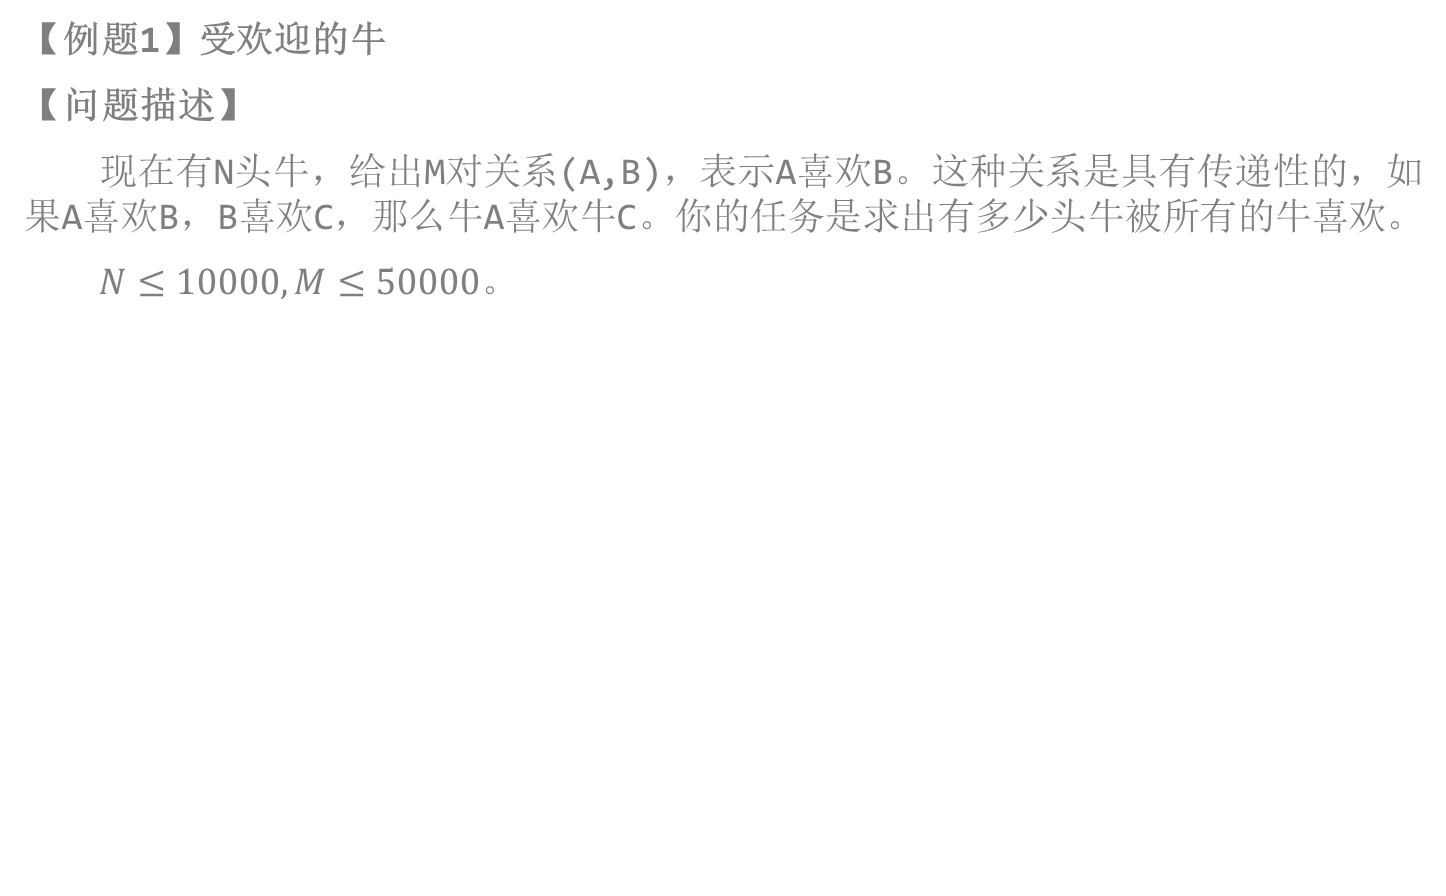 【例题1】受欢迎的牛
【问题描述】
现在有N头牛，给出M对关系(A,B)，表示A喜欢B。这种关系是具有传递性的，如
果A喜欢B，B喜欢C，那么牛A喜欢牛C。你的任务是求出有多少头牛被所有的牛喜欢。
N ≤ 10000, M ≤ 50000。